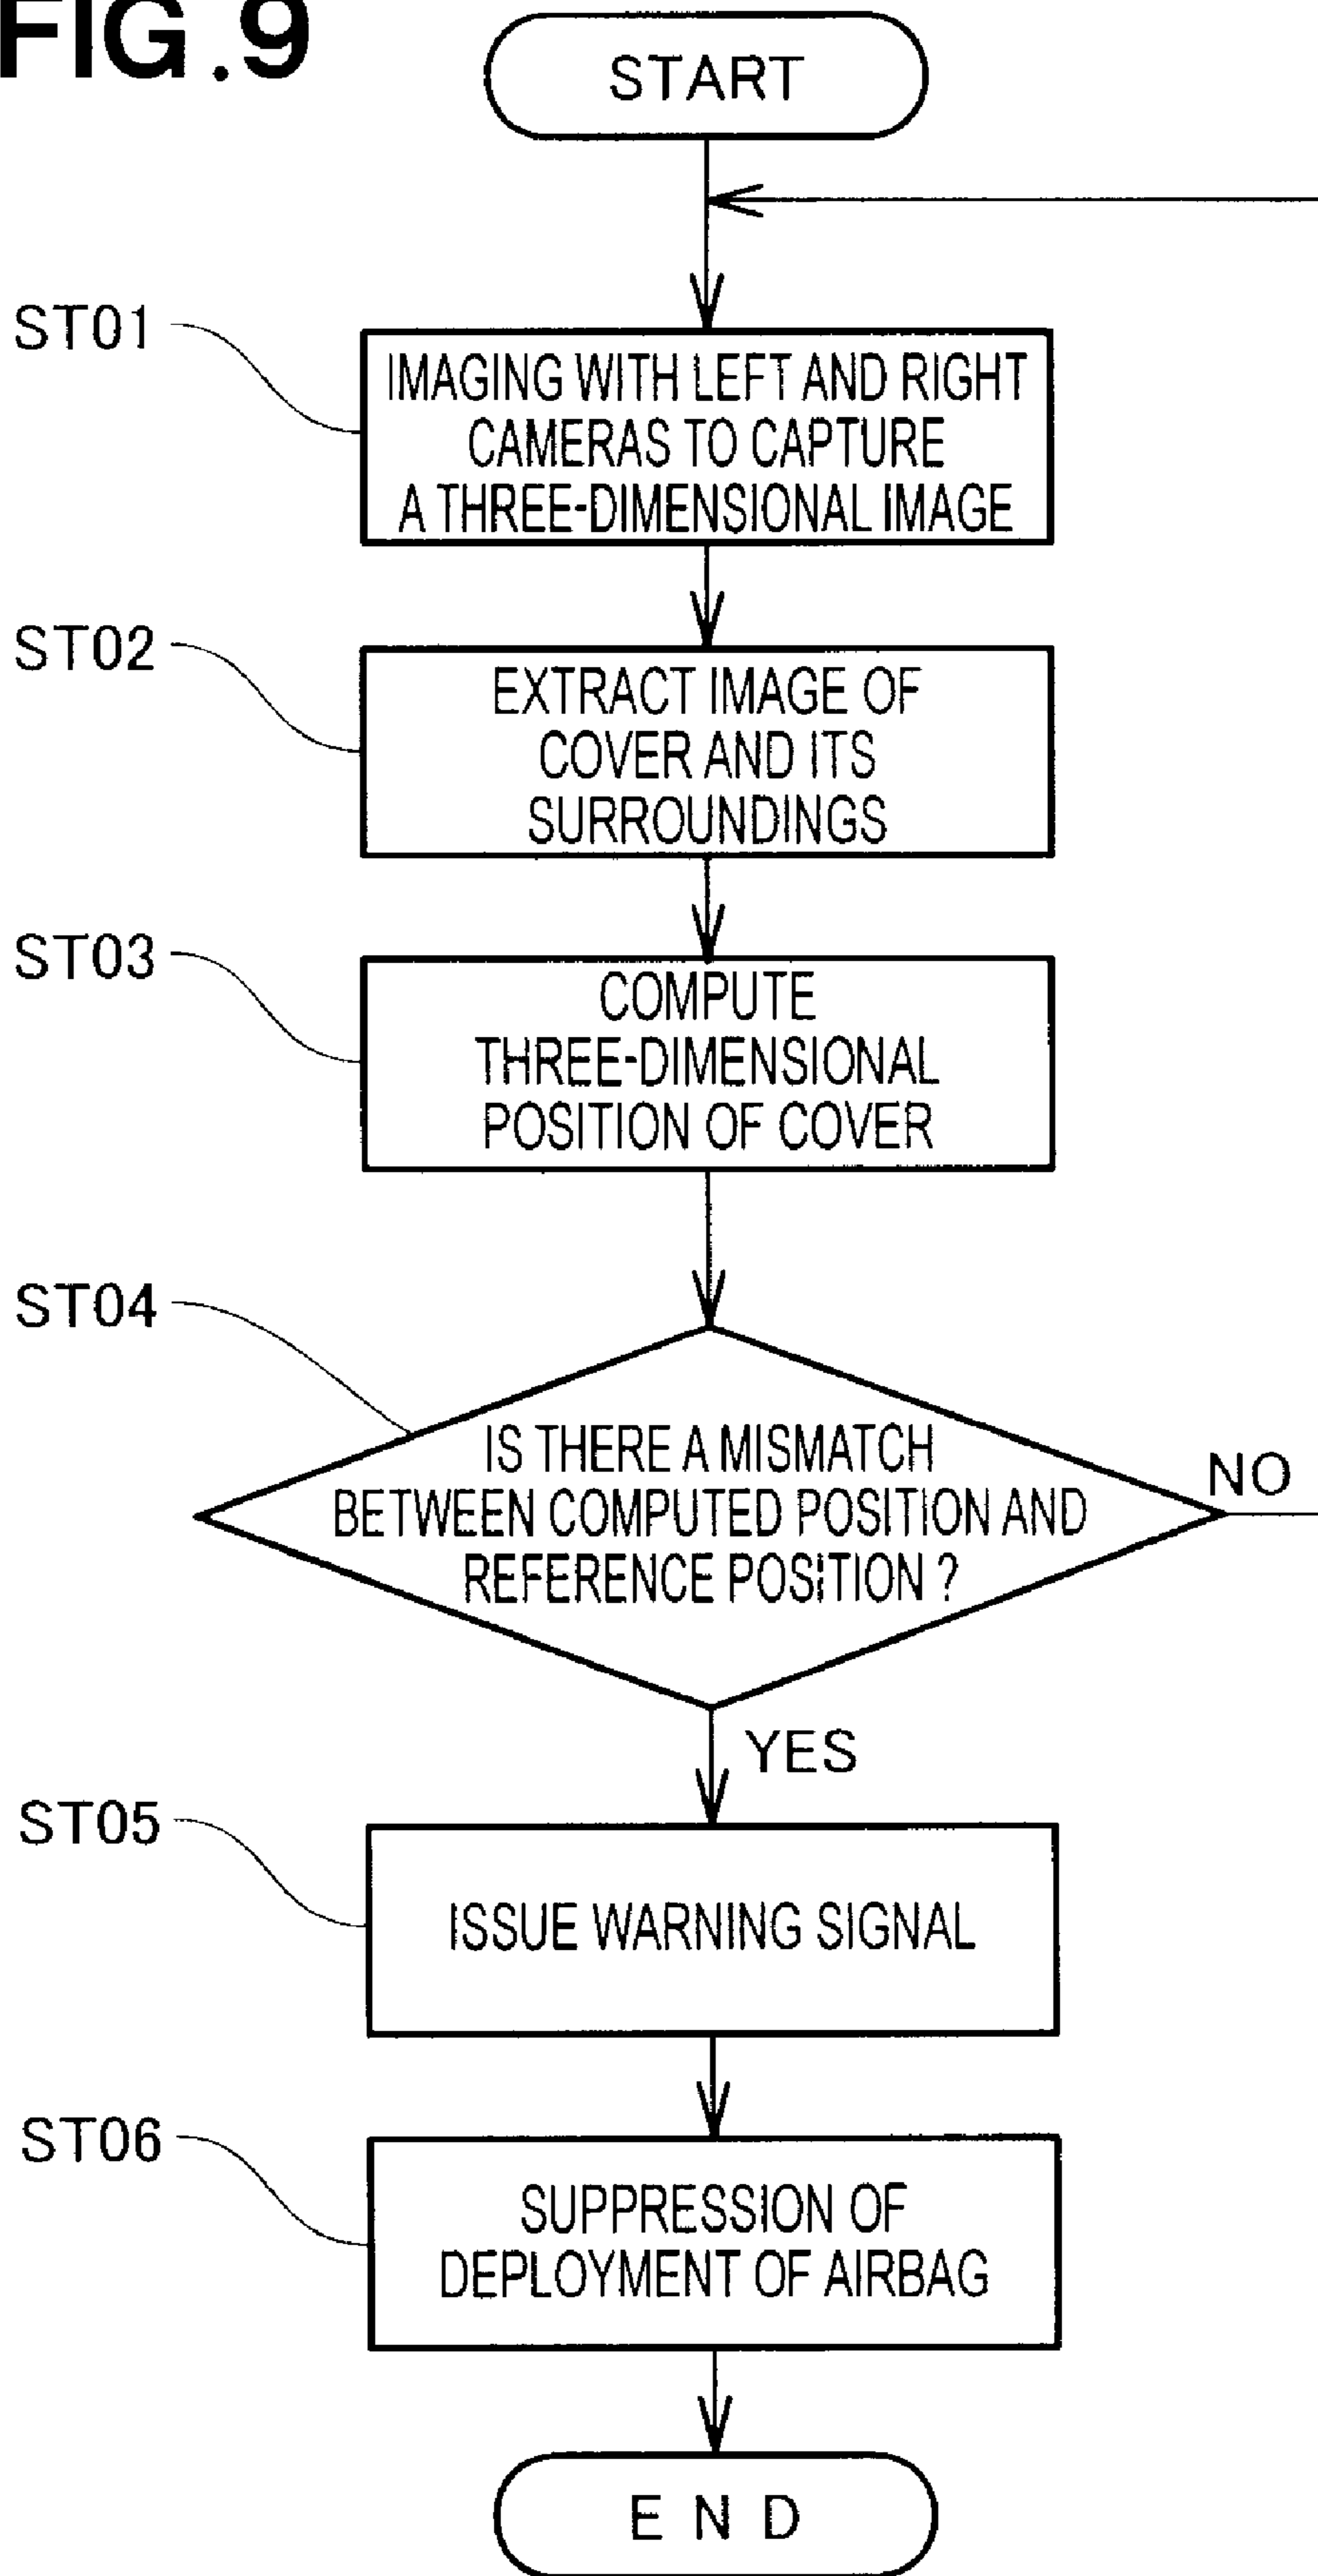 FIG.9
START
ST01
IMAGING WITH LEFT AND RIGHT
CAMERAS TO CAPTURE
A THREE-DIMENSIONAL IMAGE
ST02
EXTRACT IMAGE OF
COVER AND ITS
SURROUNDINGS
ST03
COMPUTE
THREE-DIMENSIONAL
POSITION OF COVER
ST04
IS THERE A MISMATCH
BETWEEN COMPUTED POSITION AND
REFERENCE POSITION ?
NO
YES
ST05
ISSUE WARNING SIGNAL
ST06
SUPPRESSION OF
DEPLOYMENT OF AIRBAG
END